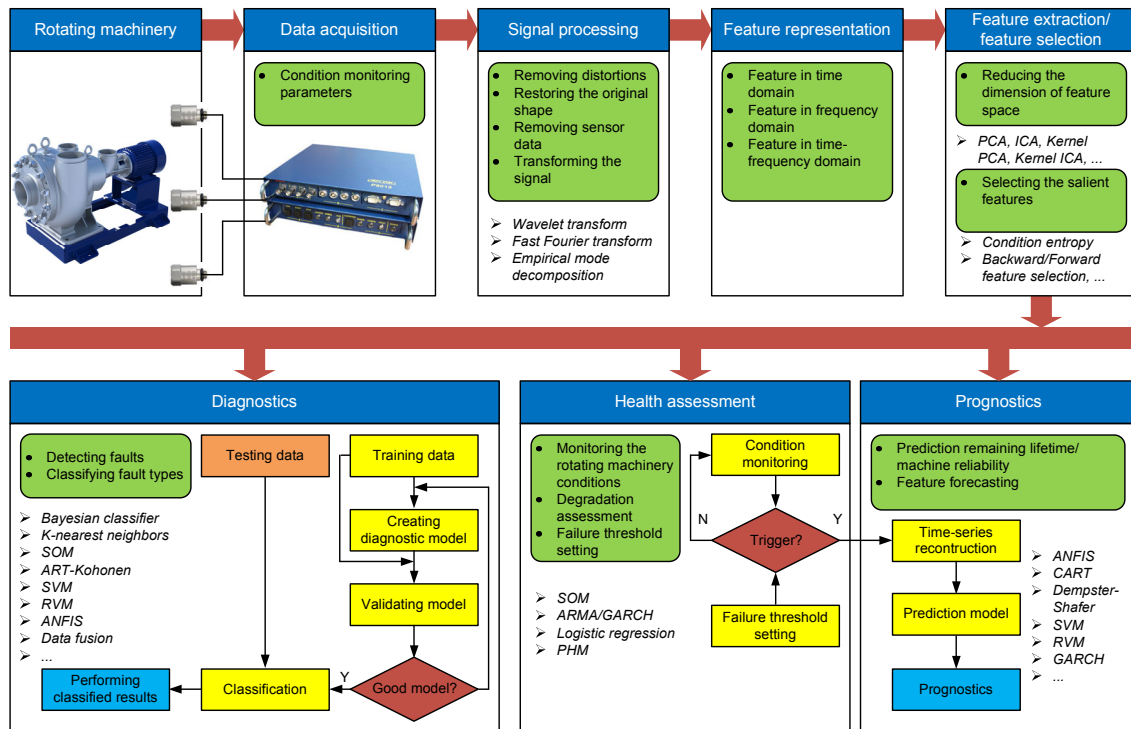 Rotating machinery
Data acquisition
Signal processing
Feature representation
Feature extraction/
feature selection
• Condition monitoring
parameters
• Removing distortions
• Restoring the original
shape
• Removing sensor
data
• Transforming the
signal
➢ Wavelet transform
➢ Fast Fourier transform
➢ Empirical mode
decomposition
• Feature in time
domain
• Feature in frequency
domain
• Feature in time-
frequency domain
• Reducing the
dimension of feature
space
➢ PCA, ICA, Kernel
PCA, Kernel ICA, ...
• Selecting the salient
features
➢ Condition entropy
➢ Backward/Forward
feature selection, ...
Diagnostics
• Detecting faults
• Classifying fault types
➢ Bayesian classifier
➢ K-nearest neighbors
➢ SOM
➢ ART-Kohonen
➢ SVM
➢ RVM
➢ ANFIS
➢ Data fusion
➢ ...
Testing data
Training data
Creating
diagnostic model
Validating model
Good model?
Y
Classification
Performing
classified results
Health assessment
• Monitoring the
rotating machinery
conditions
• Degradation
assessment
• Failure threshold
setting
➢ SOM
➢ ARMA/GARCH
➢ Logistic regression
➢ PHM
Condition
monitoring
N
Trigger?
Y
Failure threshold
setting
Prognostics
• Prediction remaining lifetime/
machine reliability
• Feature forecasting
Time-series
recontruction
Prediction model
Prognostics
➢ ANFIS
➢ CART
➢ Dempster-
Shafer
➢ SVM
➢ RVM
➢ GARCH
➢ ...